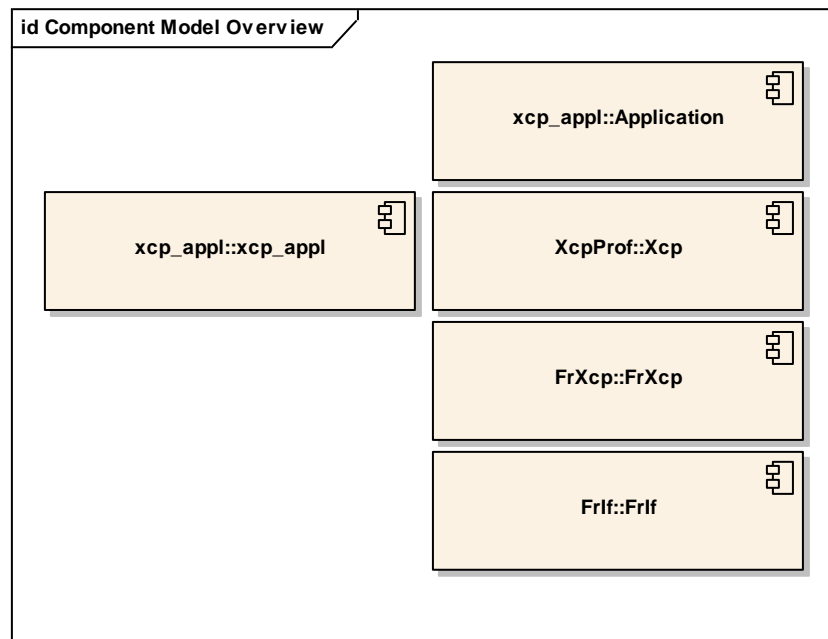 id Component Model Overview
xcp_appl::Application
xcp_appl::xcp_appl
XcpProf::Xcp
FrXcp::FrXcp
FrIf::FrIf